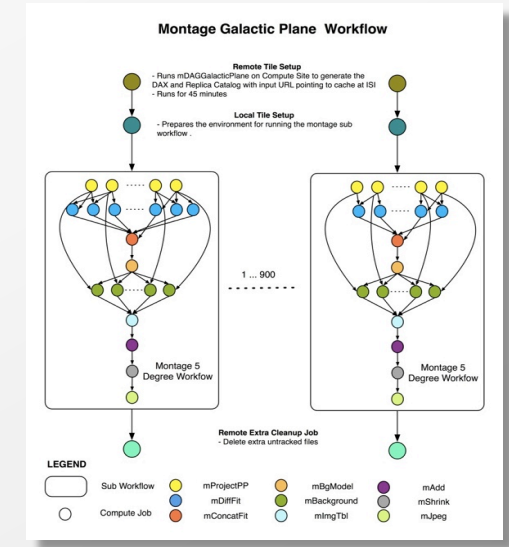 Montage Galactic Plane Workflow
Remote Tile Setup
- Runs mDAGGalacticPlane on Compute Site to generate the
DAX and Replica Catalog with input URL pointing to cache at ISI
- Runs for 45 minutes
Local Tile Setup
- Prepares the environment for running the montage sub
workflow .
1 ... 900
Montage 5
Degree Workfow
Montage 5
Degree Workfow
Remote Extra Cleanup Job
- Delete extra untracked files
LEGEND
Sub Workflow
mProjectPP
mBgModel
mAdd
mDiffFit
mBackground
mShrink
Compute Job
mConcatFit
mImgTbl
mJpeg